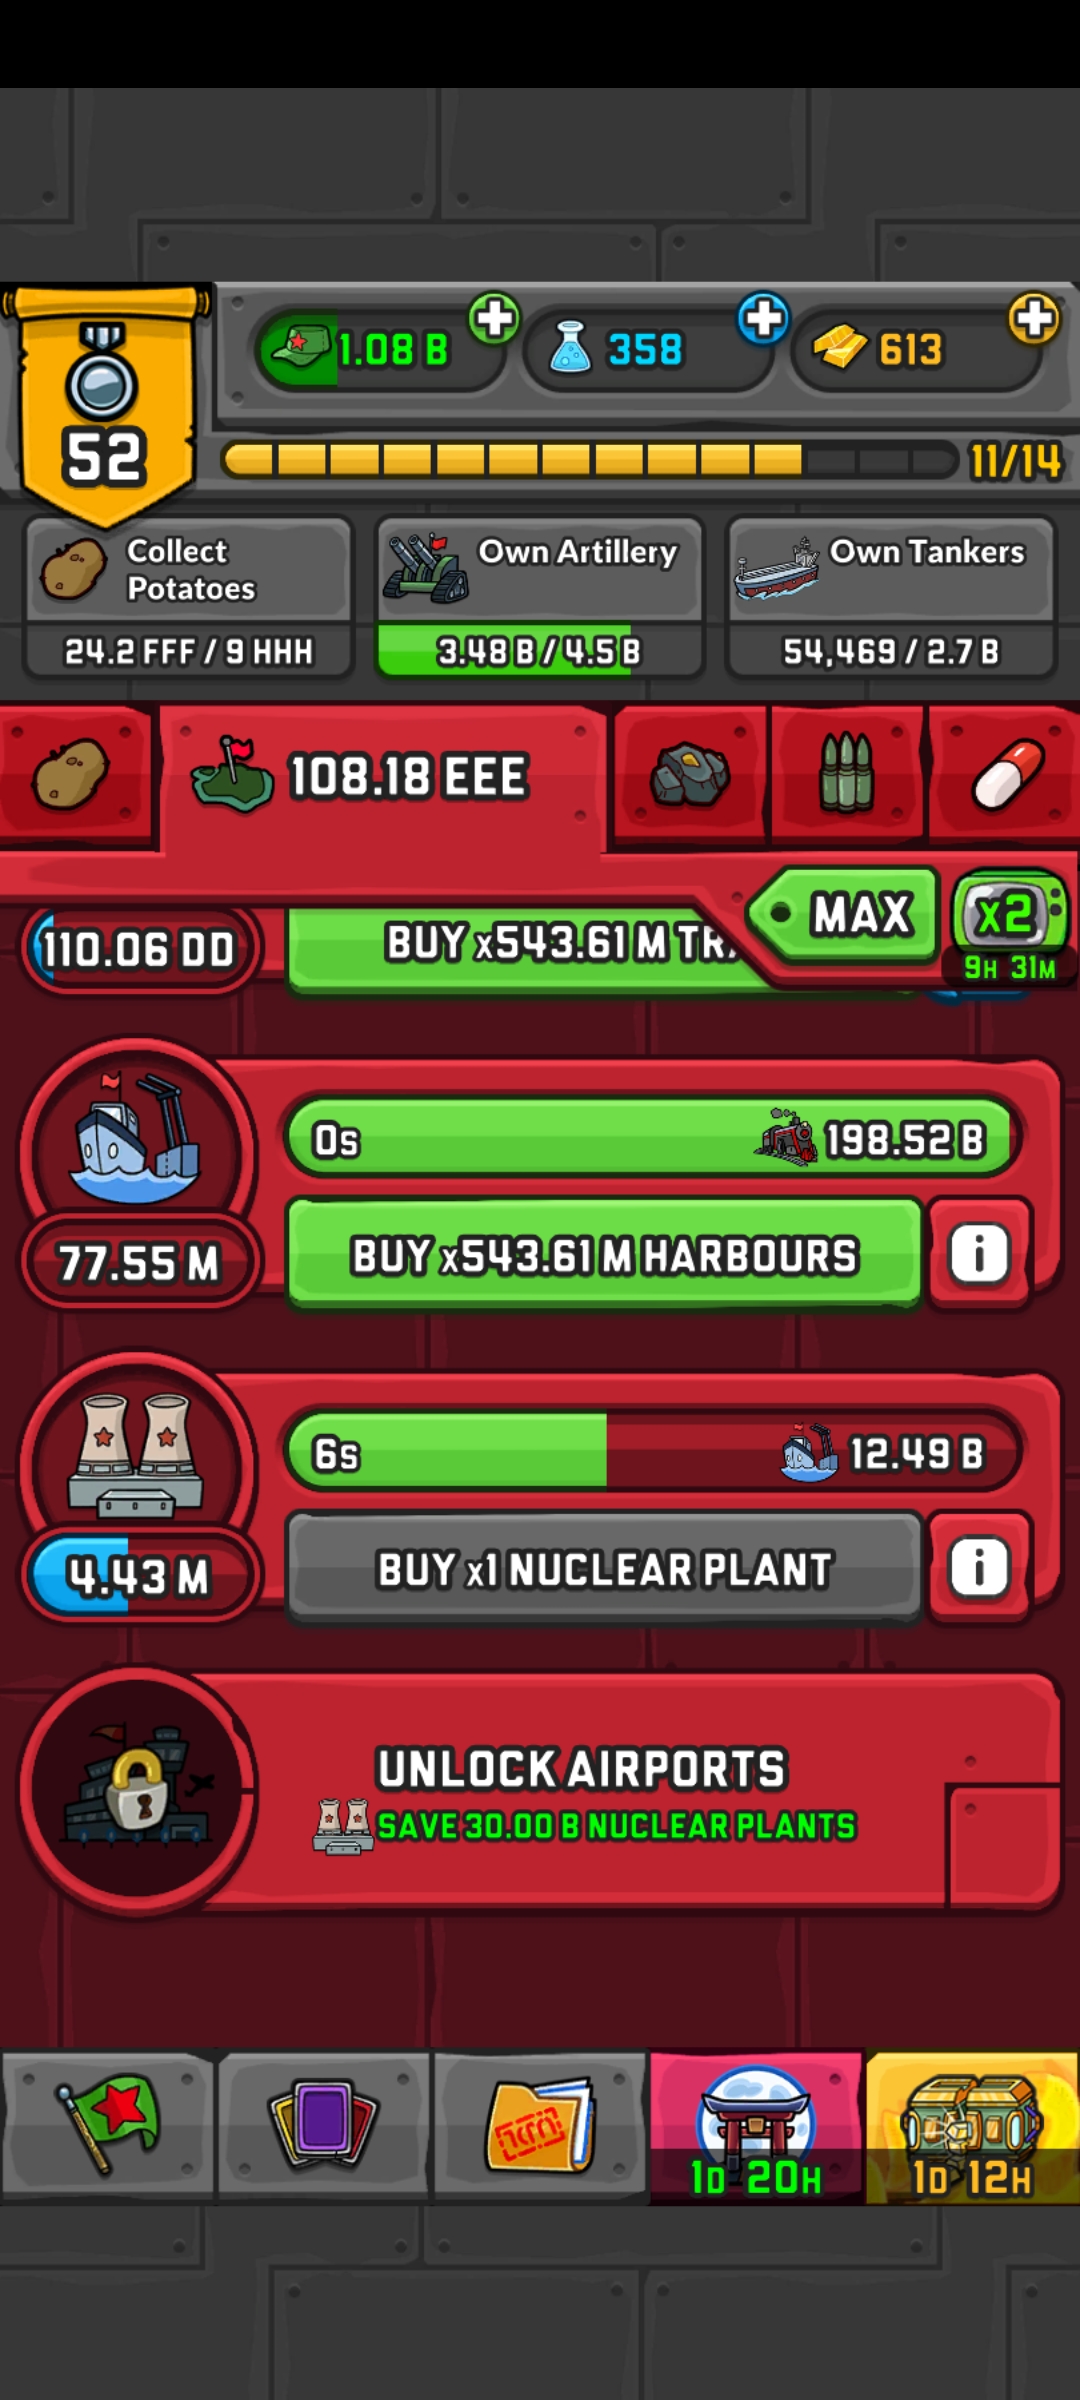 1.08 B
358
613
52
11/14
Collect
Potatoes
Own Artillery
Own Tankers
24.2 FFF / 9 HHH
3.48 B / 4.5 B
54,469 / 2.7 B
108.18 EEE
MAX
x2
9H 31M
110.06 DD
BUY x543.61 M
0s
198.52 B
77.55 M
BUY x543.61 M HARBOURS
6s
12.49 B
4.43 M
BUY x1 NUCLEAR PLANT
UNLOCK AIRPORTS
SAVE 30.00 B NUCLEAR PLANTS
1D 20H
1D 12H